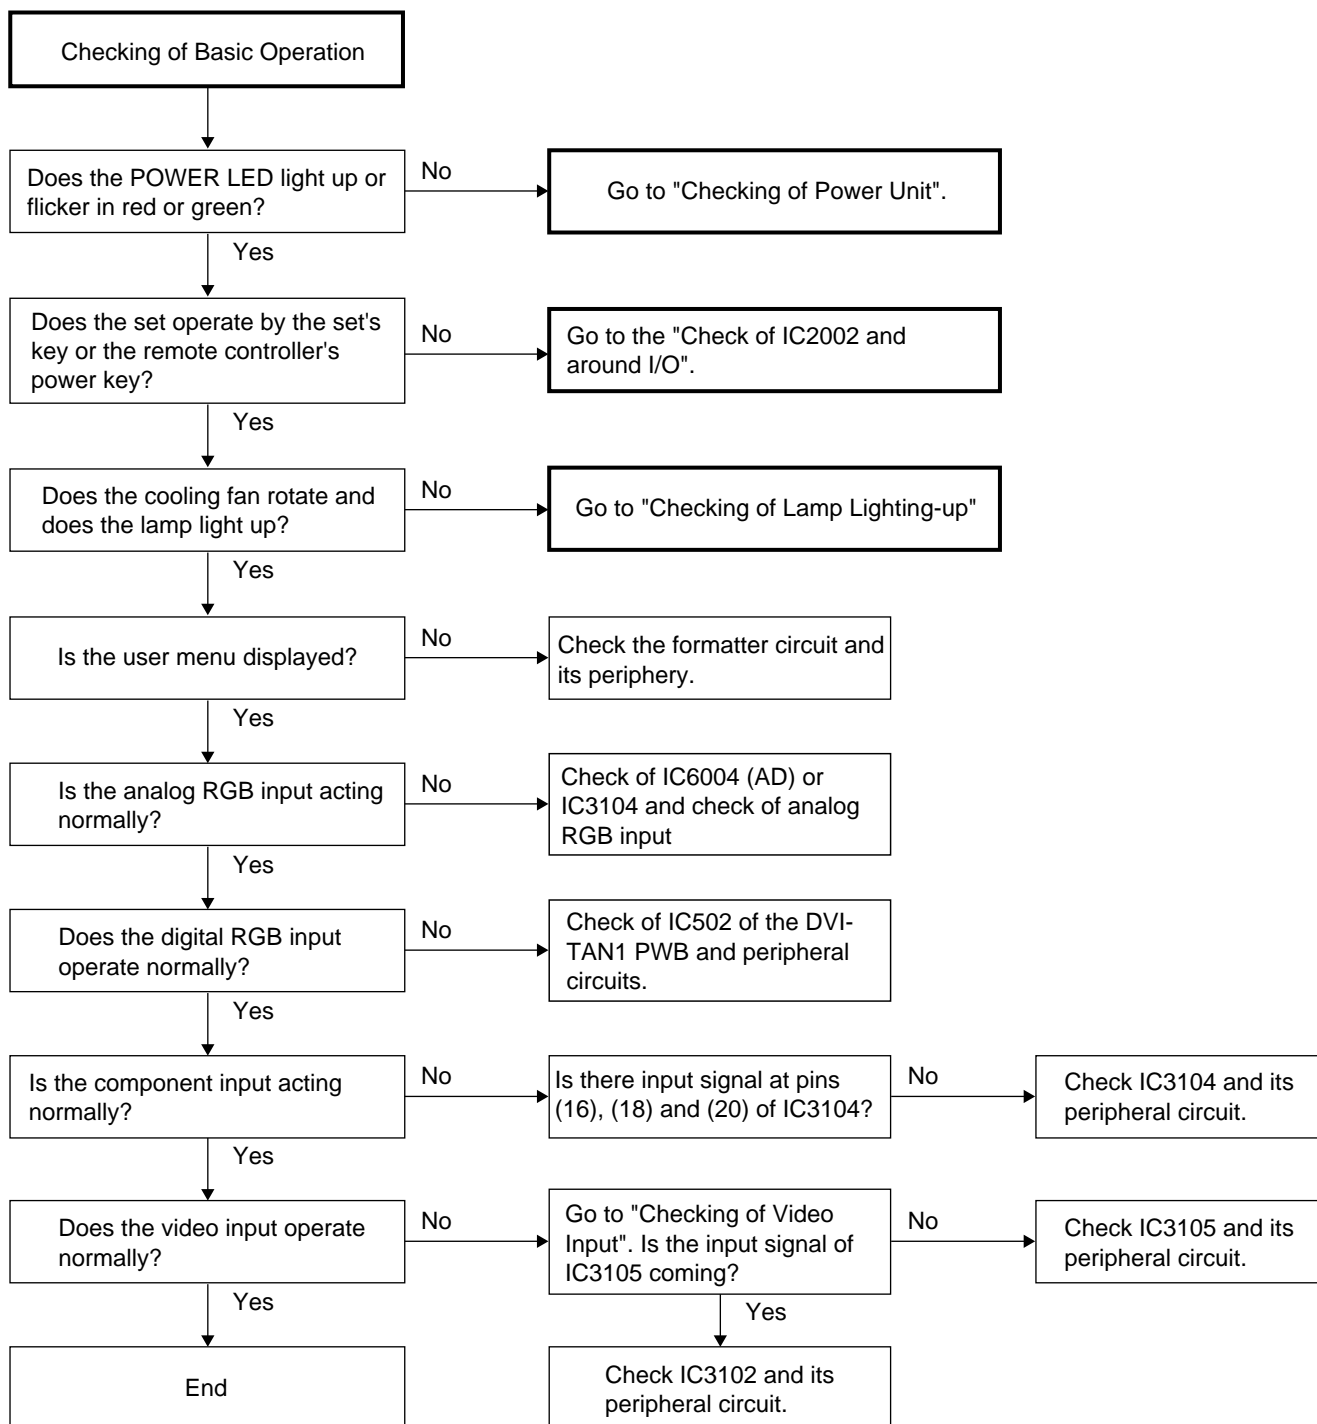 Checking of Basic Operation
Does the POWER LED light up or
flicker in red or green?
No
Go to "Checking of Power Unit".
Yes
Does the set operate by the set's
key or the remote controller's
power key?
No
Go to the "Check of IC2002 and
around I/O".
Yes
Does the cooling fan rotate and
does the lamp light up?
No
Go to "Checking of Lamp Lighting-up"
Yes
Is the user menu displayed?
No
Check the formatter circuit and
its periphery.
Yes
Is the analog RGB input acting
normally?
No
Check of IC6004 (AD) or
IC3104 and check of analog
RGB input
Yes
Does the digital RGB input
operate normally?
No
Check of IC502 of the DVI-
TAN1 PWB and peripheral
circuits.
Yes
Is the component input acting
normally?
No
Is there input signal at pins
(16), (18) and (20) of IC3104?
No
Check IC3104 and its
peripheral circuit.
Yes
Does the video input operate
normally?
No
Go to "Checking of Video
Input". Is the input signal of
IC3105 coming?
No
Check IC3105 and its
peripheral circuit.
Yes
Yes
End
Check IC3102 and its
peripheral circuit.